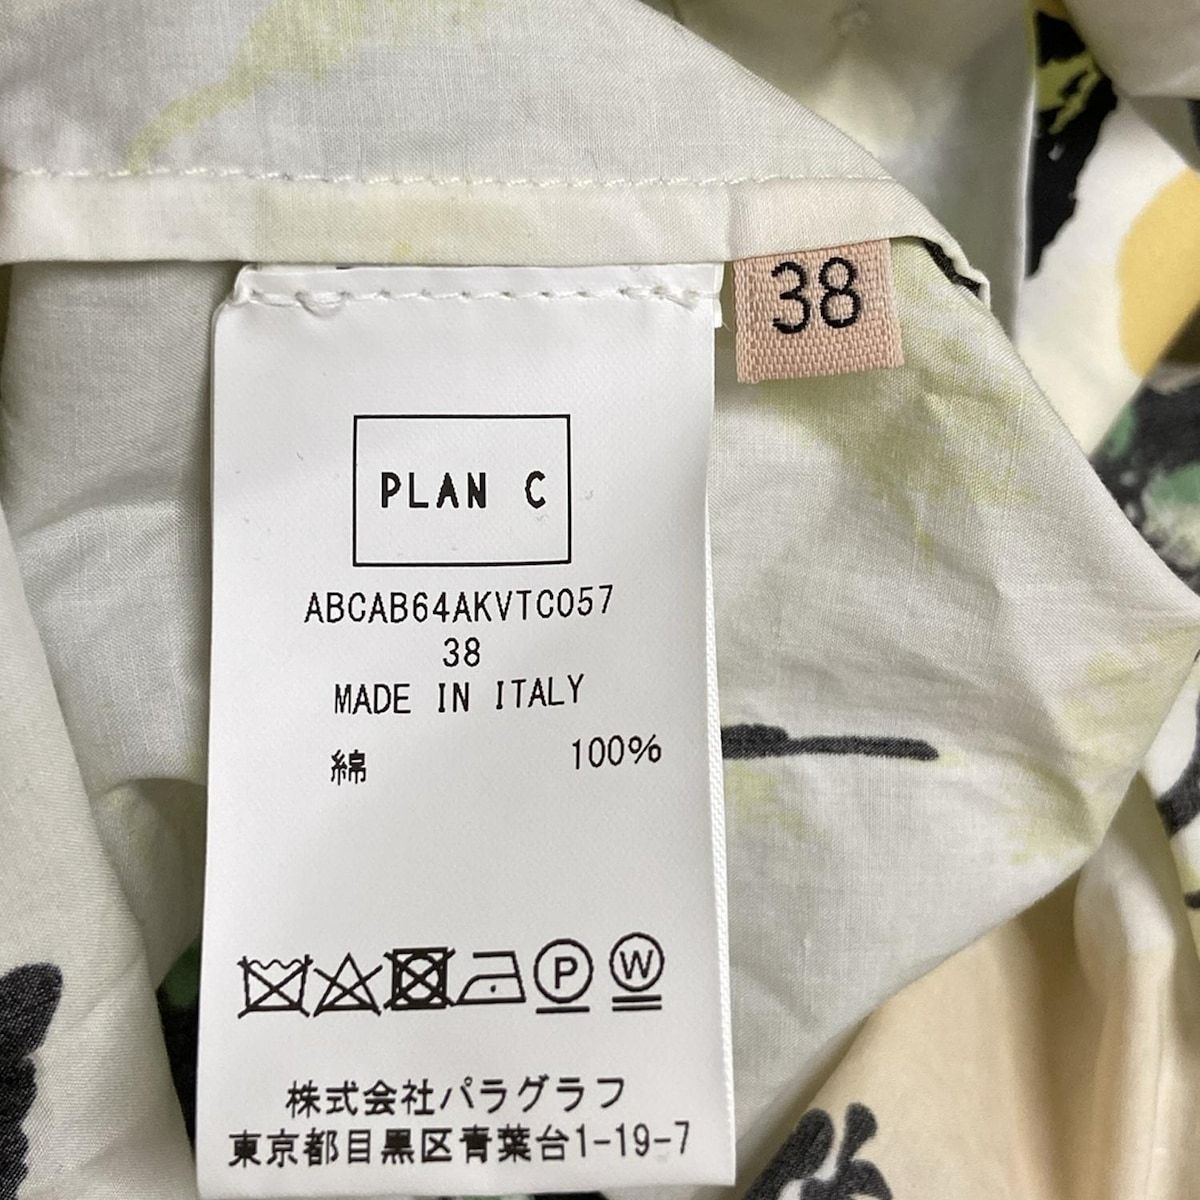 38
PLAN C
ABCAB64AKVTC057
38
MADE IN ITALY
綿 100%
P W
株式会社パラグラフ
東京都目黒区青葉台1-19-7